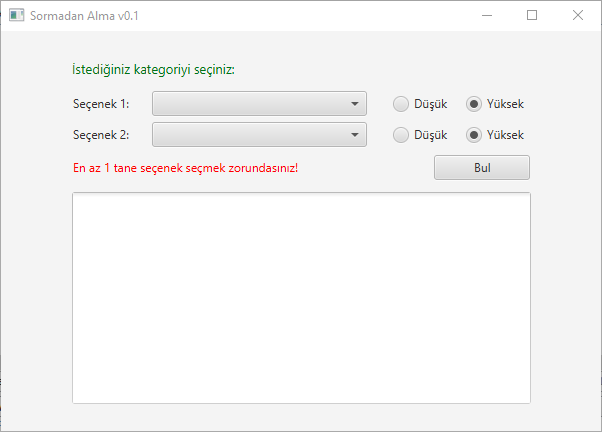 Sormadan Alma v0.1
İstediğiniz kategoriyi seçiniz:
Seçenek 1: Düşük Yüksek
Seçenek 2: Düşük Yüksek
En az 1 tane seçenek seçmek zorundasınız! Bul